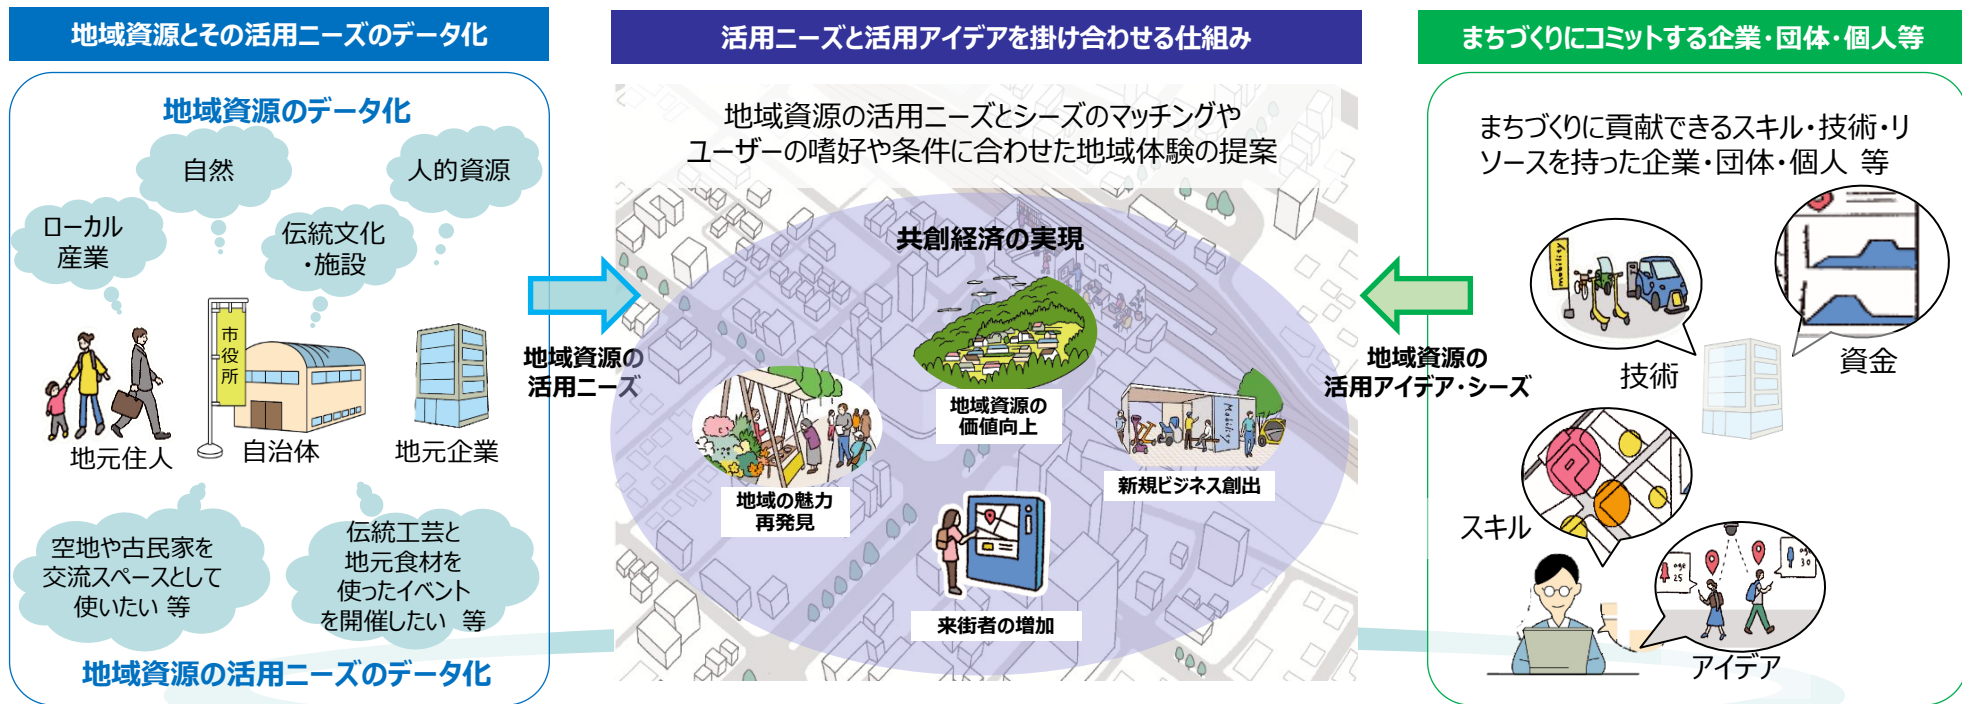 地域資源とその活用ニーズのデータ化
地域資源のデータ化
自然
人的資源
ローカル
産業
伝統文化
・施設
市役所
地元住人
自治体
地元企業
空地や古民家を
交流スペースとして
使いたい 等
伝統工芸と
地元食材を
使ったイベント
を開催したい 等
地域資源の活用ニーズのデータ化
地域資源の
活用ニーズ
活用ニーズと活用アイデアを掛け合わせる仕組み
地域資源の活用ニーズとシーズのマッチングや
ユーザーの嗜好や条件に合わせた地域体験の提案
共創経済の実現
地域資源の
価値向上
地域の魅力
再発見
Mobility
新規ビジネス創出
来街者の増加
地域資源の
活用アイデア・シーズ
まちづくりにコミットする企業・団体・個人等
まちづくりに貢献できるスキル・技術・リ
ソースを持った企業・団体・個人 等
mobility
技術
資金
スキル
age
25
age
30
アイデア